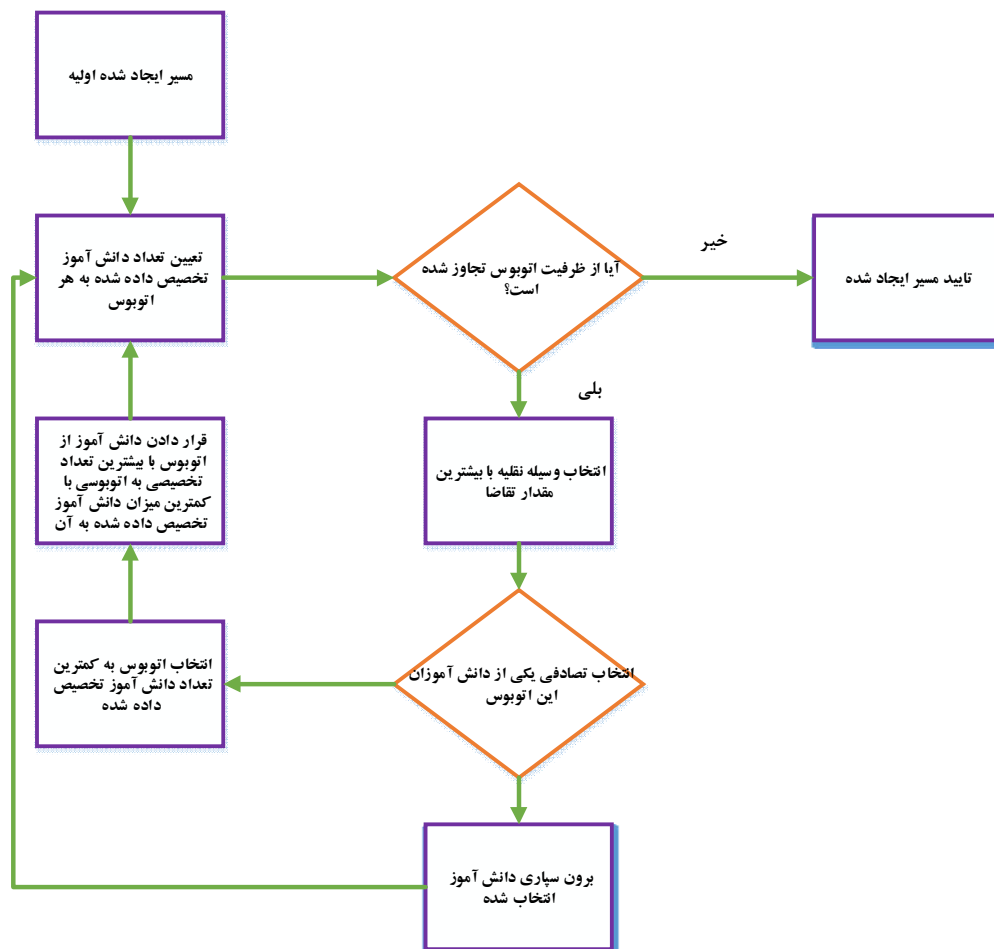 مسیر ایجاد شده اولیه
تعیین تعداد دانش آموز
تخصیص داده شده به هر
اتوبوس
آیا از ظرفیت اتوبوس تجاوز شده
است؟
خیر
تایید مسیر ایجاد شده
بلی
قرار دادن دانش آموز از
اتوبوس با بیشترین تعداد
تخصیصی به اتوبوسی با
کمترین میزان دانش آموز
تخصیص داده شده به آن
انتخاب وسیله نقلیه با بیشترین
مقدار تقاضا
انتخاب اتوبوس به کمترین
تعداد دانش آموز تخصیص
داده شده
انتخاب تصادفی یکی از دانش آموزان
این اتوبوس
برون سپاری دانش آموز
انتخاب شده